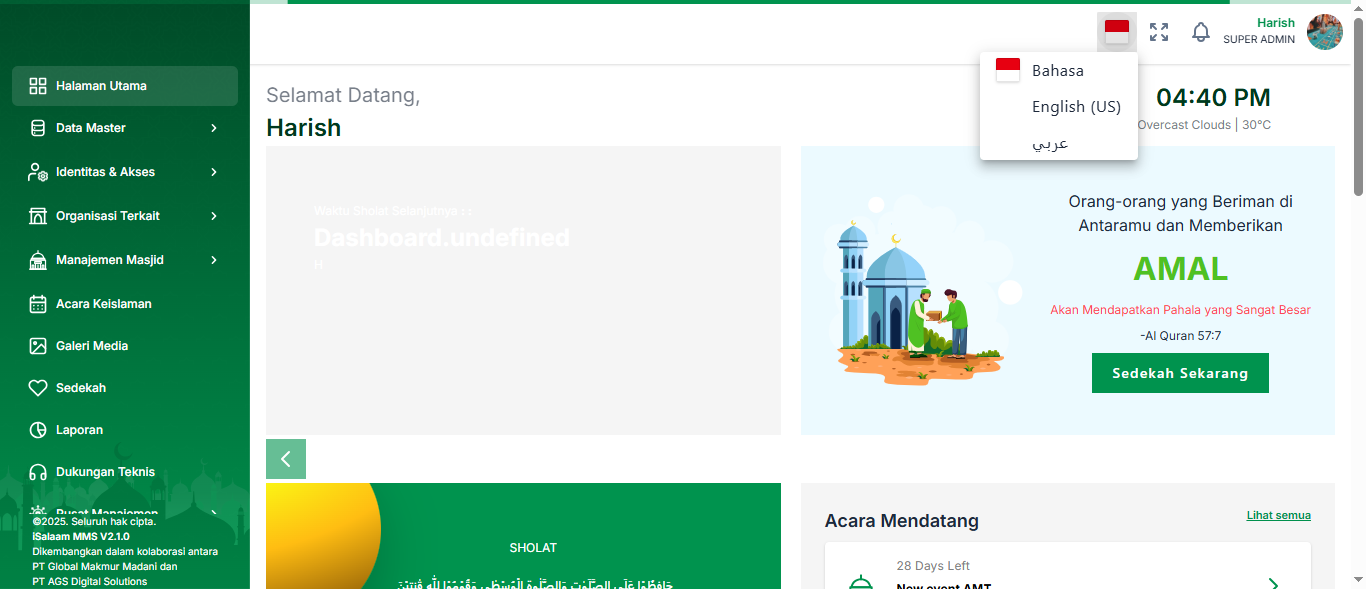 Halaman Utama
Data Master
Identitas & Akses
Organisasi Terkait
Manajemen Masjid
Acara Keislaman
Galeri Media
Sedekah
Laporan
Dukungan Teknis
Pusat Manajemen
©2025. Seluruh hak cipta.
iSalaam MMS V2.1.0
Dikembangkan dalam kolaborasi antara
PT Global Makmur Madani dan
PT AGS Digital Solutions
Harish
SUPER ADMIN
Bahasa
English (US)
عربي
Selamat Datang,
Harish
04:40 PM
Overcast Clouds | 30°C
Waktu Sholat Selanjutnya : :
Dashboard.undefined
H
Orang-orang yang Beriman di
Antaramu dan Memberikan
AMAL
Akan Mendapatkan Pahala yang Sangat Besar
-Al Quran 57:7
Sedekah Sekarang
SHOLAT
حَافِظُوْا عَلَى الصَّلَوٰتِ وَالصَّلٰوةِ الْوُسْطٰى وَقُوْمُوْا لِلّٰهِ قٰنِتِيْنَ
Acara Mendatang
Lihat semua
28 Days Left
New event AMT